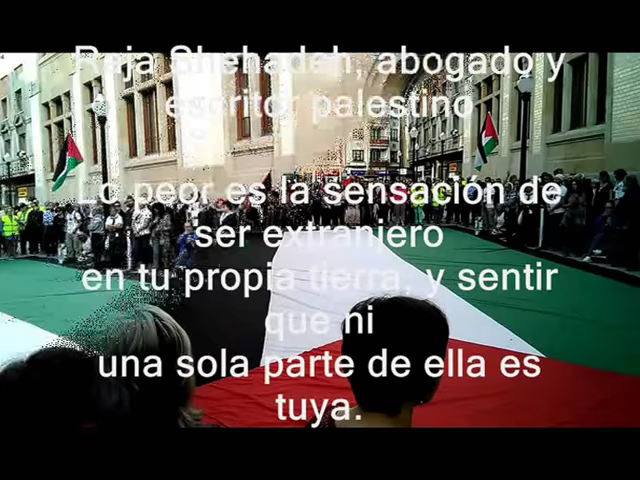 Raja Shehadeh, abogado y
escritor palestino
Lo peor es la sensación de
ser extranjero
en tu propia tierra, y sentir
que ni
una sola parte de ella es
tuya.